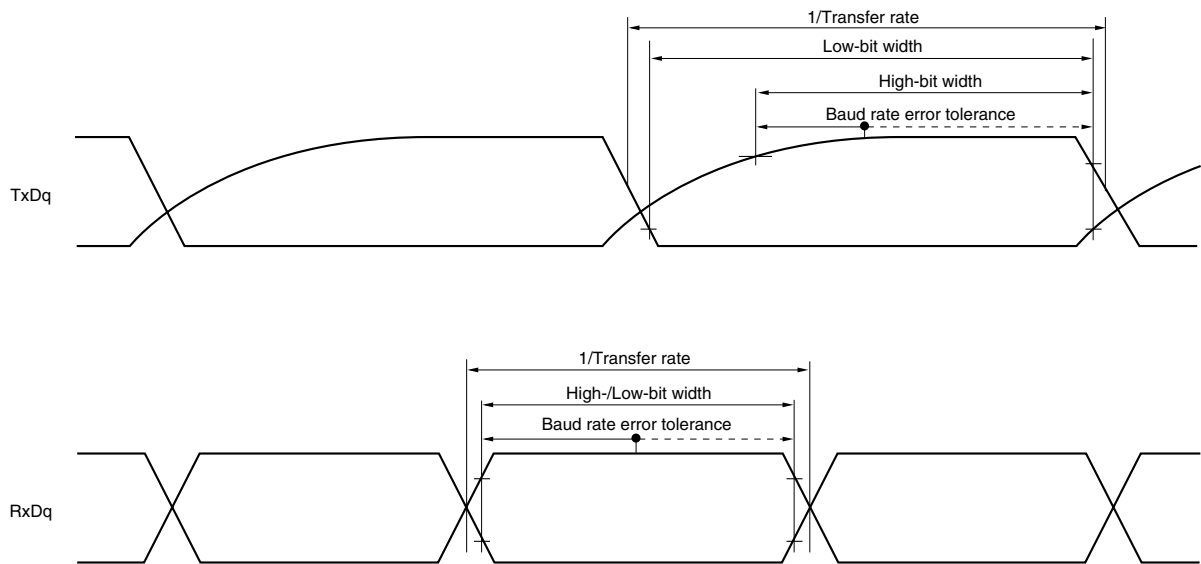 1/Transfer rate
Low-bit width
High-bit width
Baud rate error tolerance
TxDq
1/Transfer rate
High-/Low-bit width
Baud rate error tolerance
RxDq